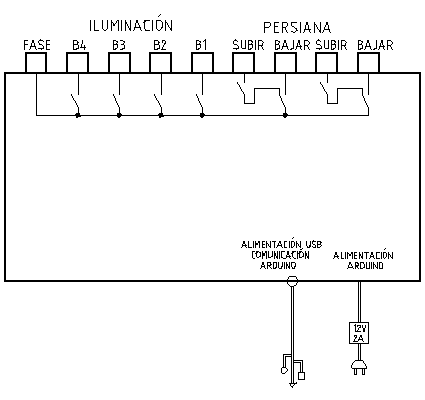 ILUMINACIÓN
PERSIANA
FASE B4 B3 B2 B1 SUBIR BAJAR SUBIR BAJAR
ALIMENTACIÓN USB
COMUNICACIÓN
ARDUINO
ALIMENTACIÓN
ARDUINO
12V
2A